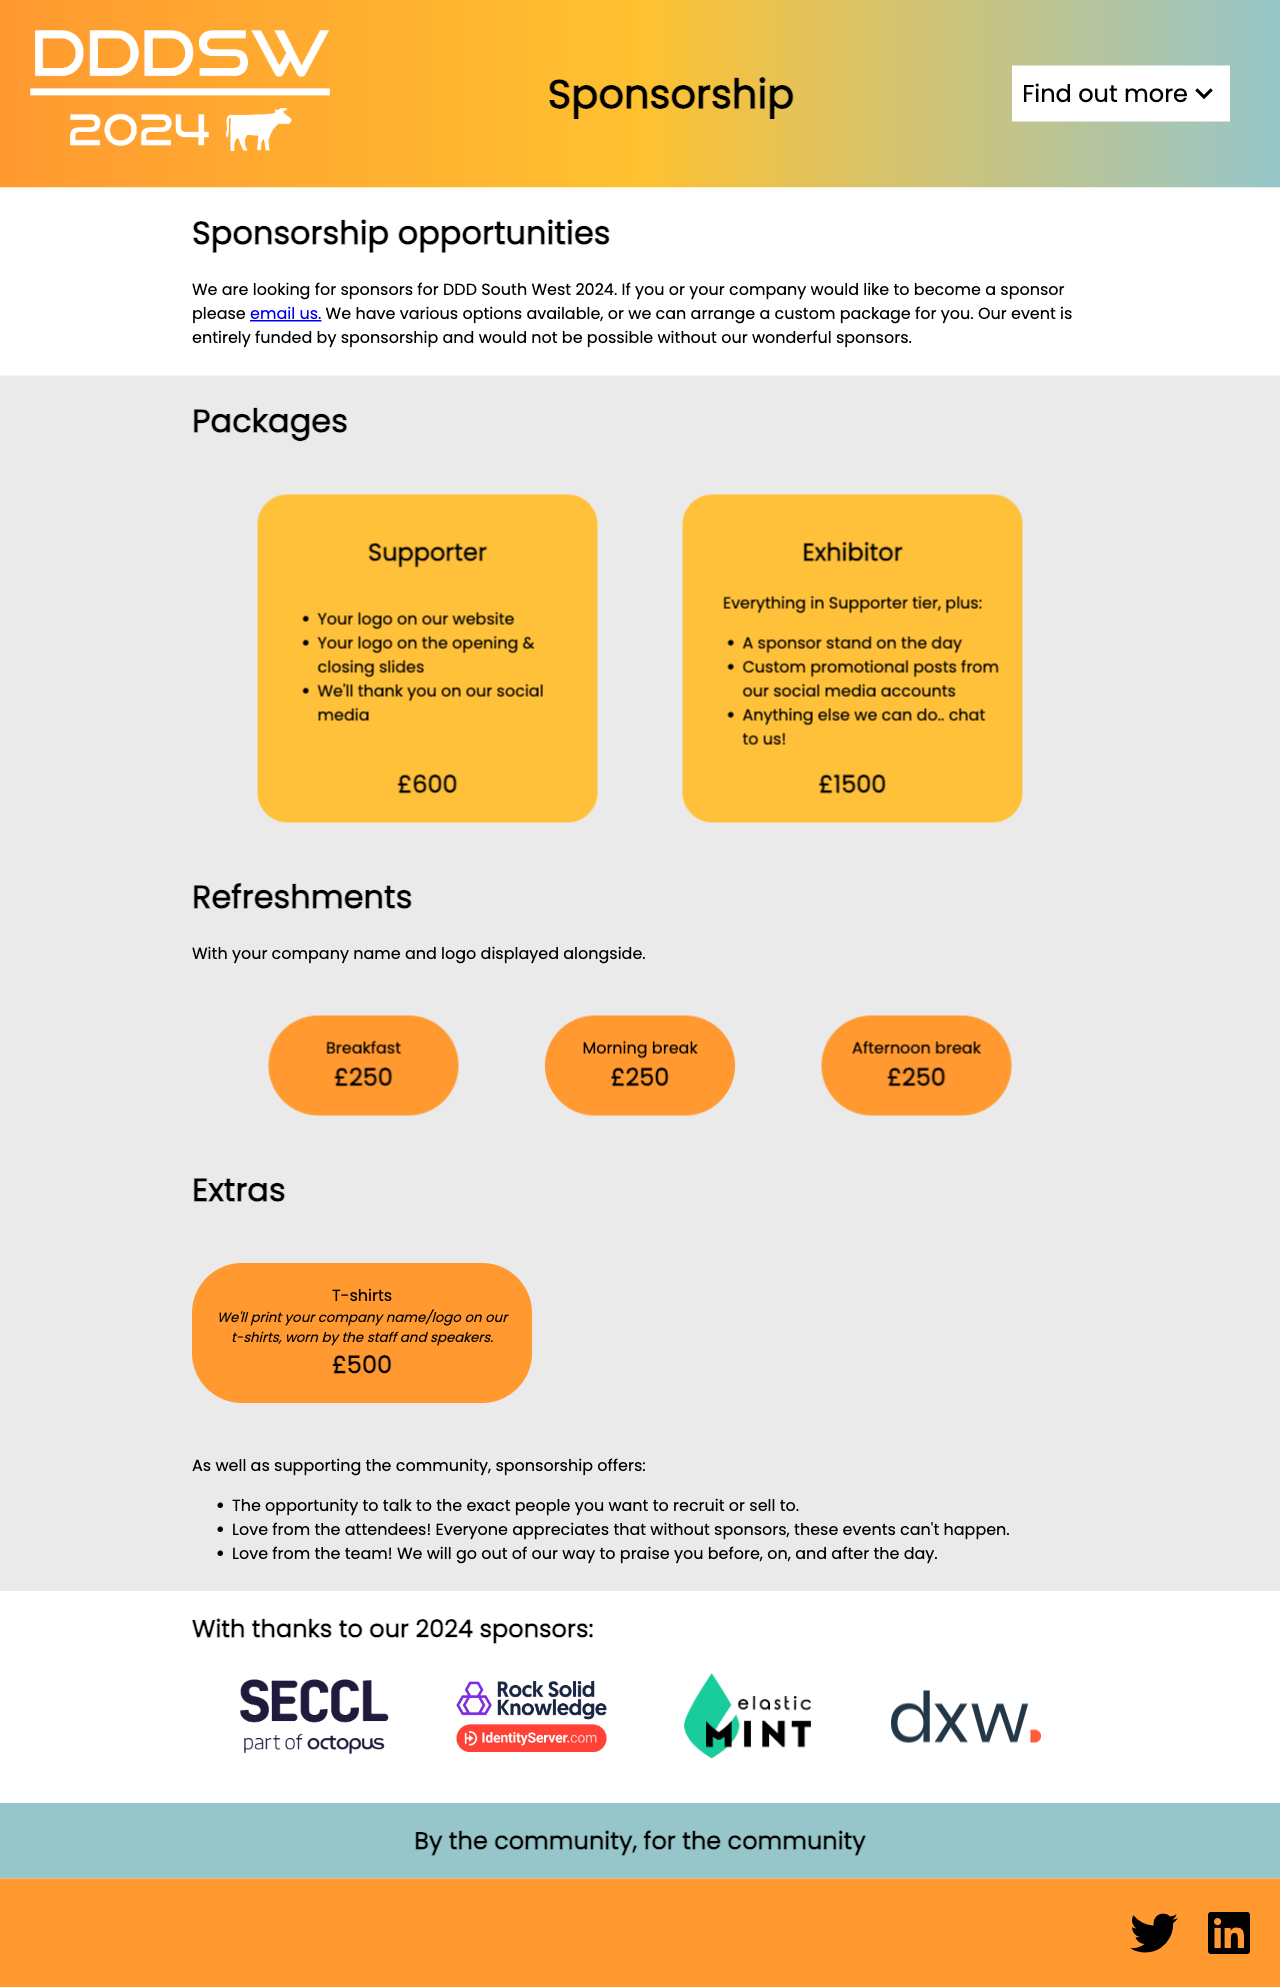 DDDSW
2024
Sponsorship
Find out more
Sponsorship opportunities
We are looking for sponsors for DDD South West 2024. If you or your company would like to become a sponsor
please email us. We have various options available, or we can arrange a custom package for you. Our event is
entirely funded by sponsorship and would not be possible without our wonderful sponsors.
Packages
Supporter
• Your logo on our website
• Your logo on the opening &
closing slides
• We'll thank you on our social
media
£600
Exhibitor
Everything in Supporter tier, plus:
• A sponsor stand on the day
• Custom promotional posts from
our social media accounts
• Anything else we can do.. chat
to us!
£1500
Refreshments
With your company name and logo displayed alongside.
Breakfast
£250
Morning break
£250
Afternoon break
£250
Extras
T-shirts
We'll print your company name/logo on our
t-shirts, worn by the staff and speakers.
£500
As well as supporting the community, sponsorship offers:
• The opportunity to talk to the exact people you want to recruit or sell to.
• Love from the attendees! Everyone appreciates that without sponsors, these events can't happen.
• Love from the team! We will go out of our way to praise you before, on, and after the day.
With thanks to our 2024 sponsors:
SECCL
part of octopus
Rock Solid
Knowledge
IdentityServer.com
elastic
MINT
dxw.
By the community, for the community
in